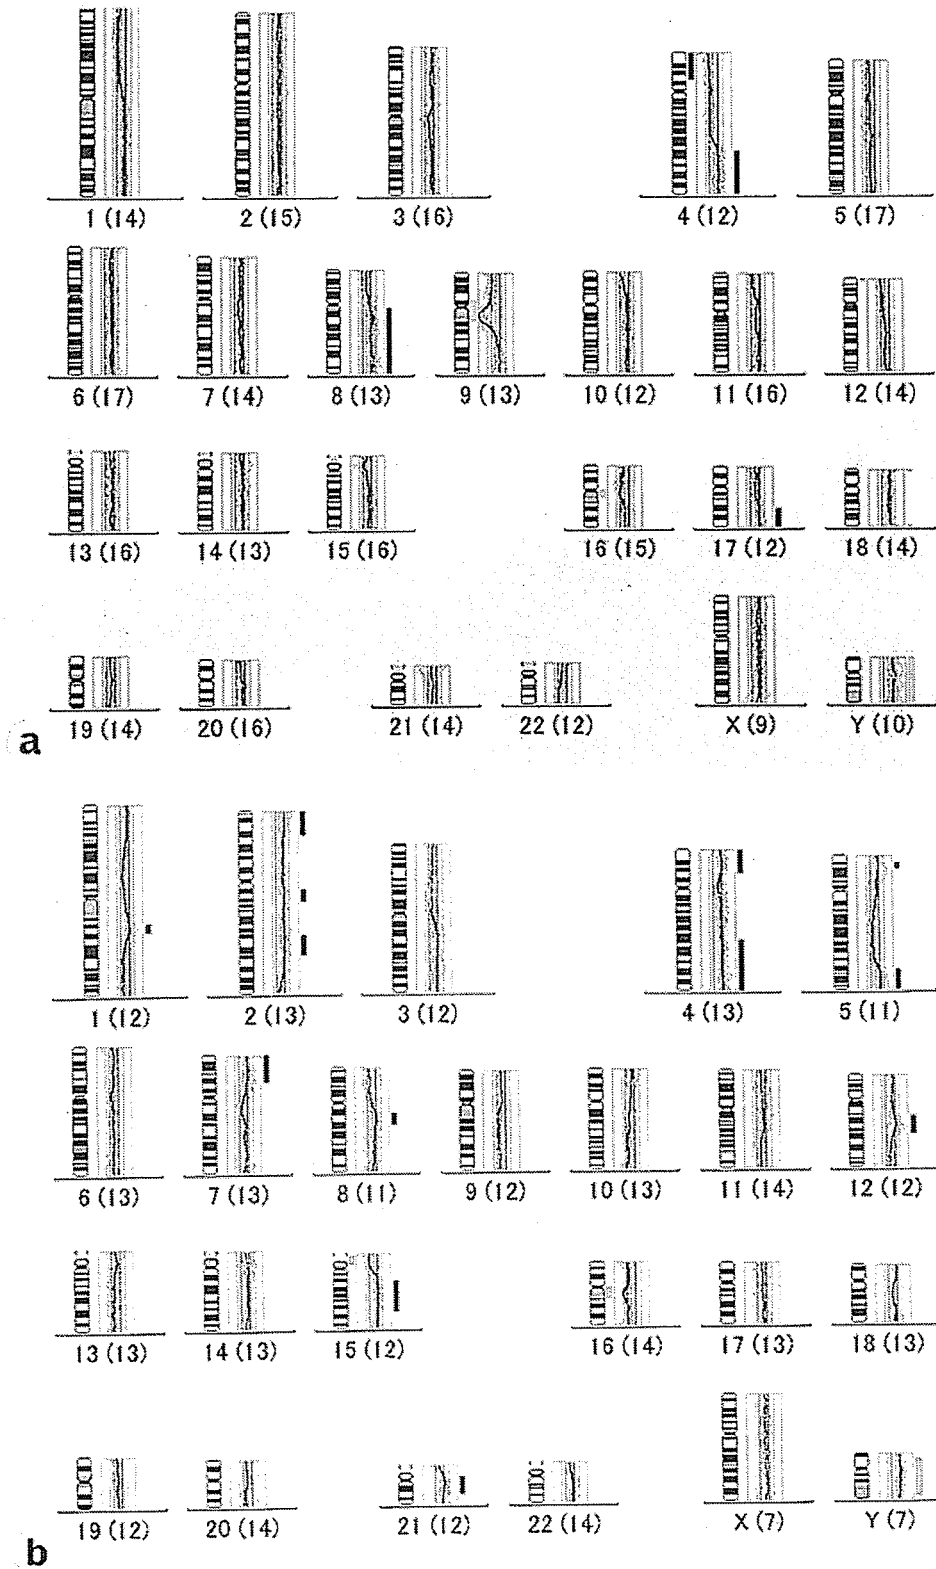 1 (14) 2 (15) 3 (16) 4 (12) 5 (17)
6 (17) 7 (14) 8 (13) 9 (13) 10 (12) 11 (16) 12 (14)
13 (16) 14 (13) 15 (16) 16 (15) 17 (12) 18 (14)
19 (14) 20 (16) 21 (14) 22 (12) X (9) Y (10)
a
1 (12) 2 (13) 3 (12) 4 (13) 5 (11)
6 (13) 7 (13) 8 (11) 9 (12) 10 (13) 11 (14) 12 (12)
13 (13) 14 (13) 15 (12) 16 (14) 17 (13) 18 (13)
19 (12) 20 (14) 21 (12) 22 (14) X (7) Y (7)
b